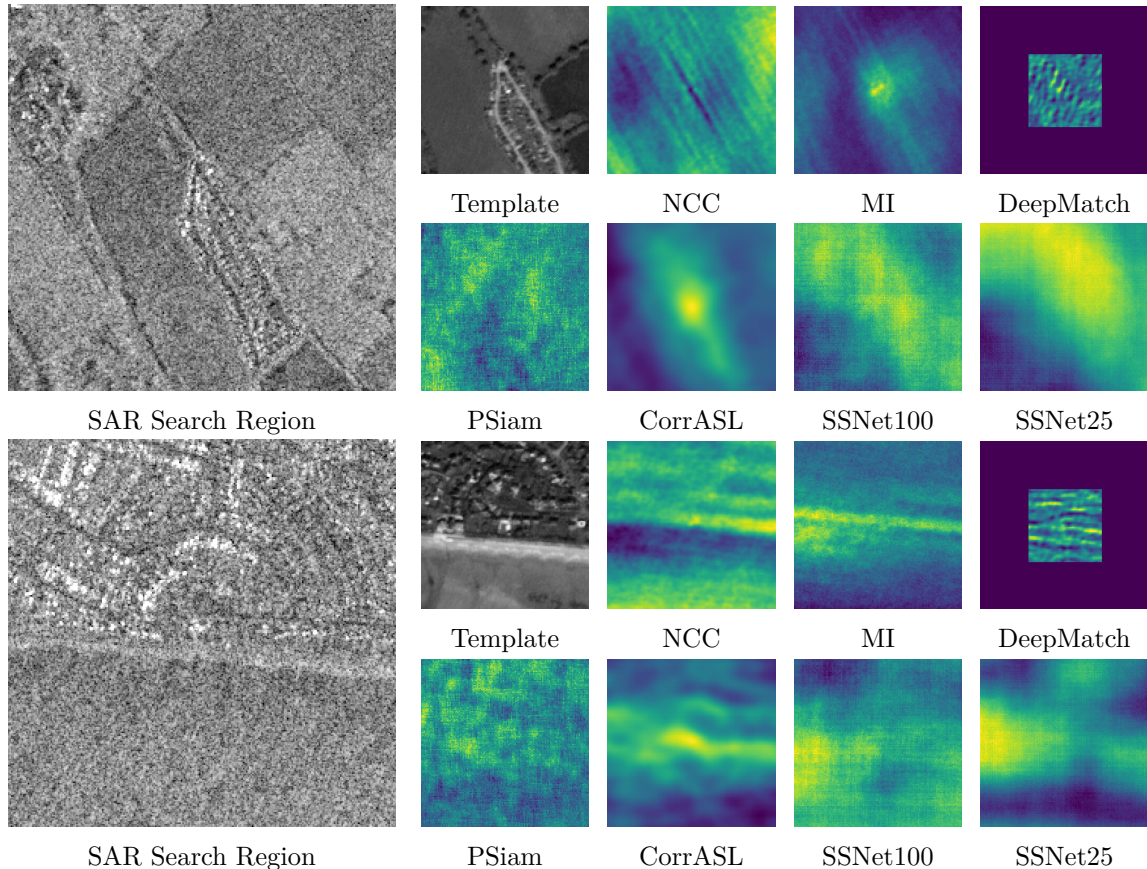 Template NCC MI DeepMatch
SAR Search Region PSiam CorrASL SSNet100 SSNet25
Template NCC MI DeepMatch
SAR Search Region PSiam CorrASL SSNet100 SSNet25